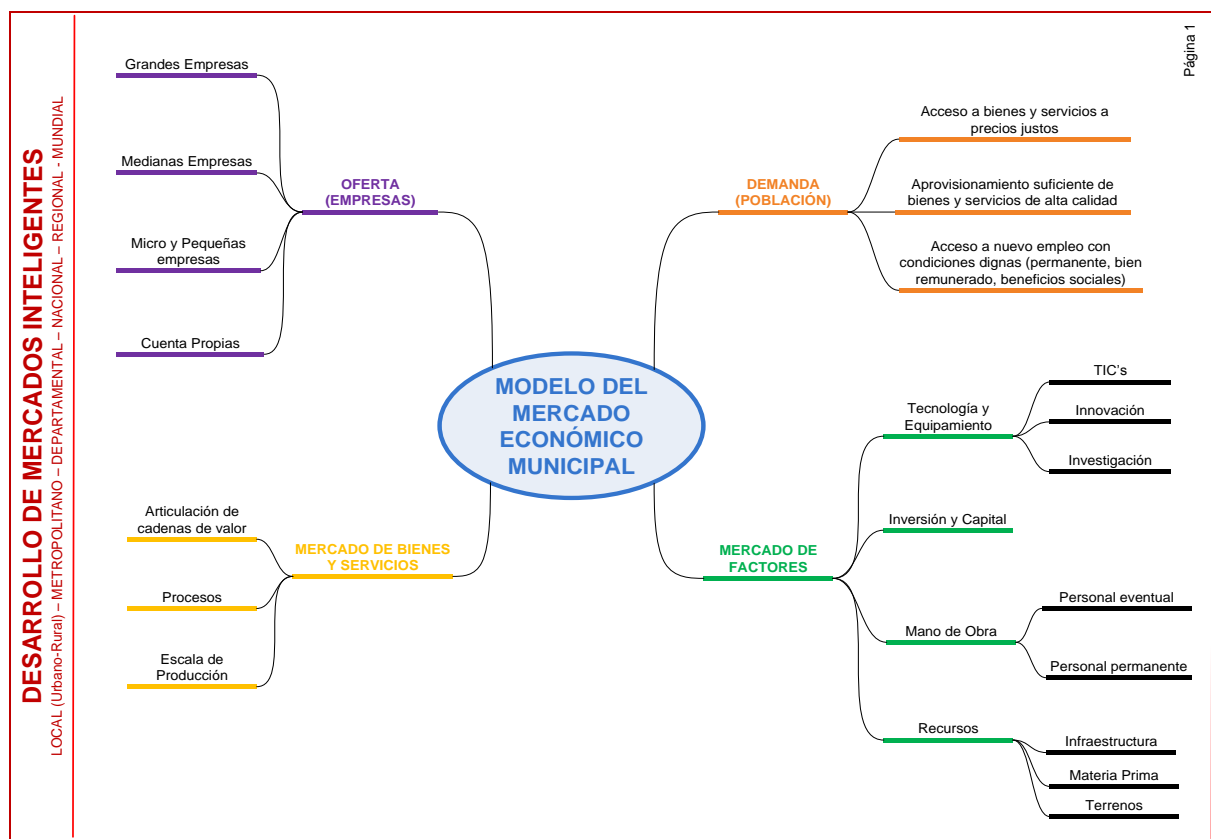 DESARROLLO DE MERCADOS INTELIGENTES
LOCAL (Urbano-Rural) – METROPOLITANO – DEPARTAMENTAL – NACIONAL – REGIONAL - MUNDIAL
Página 1
MODELO DEL
MERCADO
ECONÓMICO
MUNICIPAL
OFERTA
(EMPRESAS)
Grandes Empresas
Medianas Empresas
Micro y Pequeñas
empresas
Cuenta Propias
DEMANDA
(POBLACIÓN)
Acceso a bienes y servicios a
precios justos
Aprovisionamiento suficiente de
bienes y servicios de alta calidad
Acceso a nuevo empleo con
condiciones dignas (permanente, bien
remunerado, beneficios sociales)
MERCADO DE BIENES
Y SERVICIOS
Articulación de
cadenas de valor
Procesos
Escala de
Producción
MERCADO DE
FACTORES
Tecnología y
Equipamiento
TIC's
Innovación
Investigación
Inversión y Capital
Mano de Obra
Personal eventual
Personal permanente
Recursos
Infraestructura
Materia Prima
Terrenos